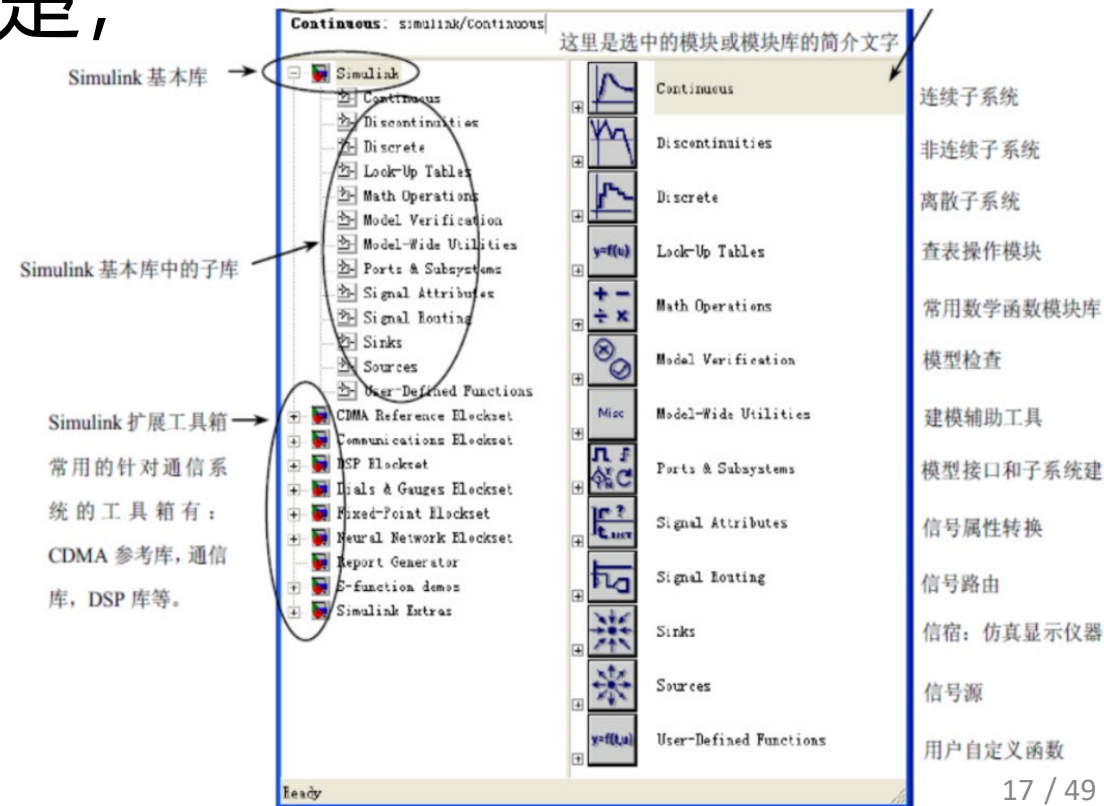 是,
Continuous: simulink/Continuous
这里是选中的模块或模块库的简介文字
Simulink 基本库
Simulink
Continuous
Discontinuities
Discrete
Look-Up Tables
Math Operations
Model Verification
Model-Wide Utilities
Ports & Subsystems
Signal Attributes
Signal Routing
Sinks
Sources
User-Defined Functions
Simulink 基本库中的子库
CDMA Reference Blockset
Communications Blockset
DSP Blockset
Dials & Gauges Blockset
Fixed-Point Blockset
Neural Network Blockset
Report Generator
S-function demos
Simulink Extras
Simulink 扩展工具箱
常用的针对通信系
统的工具箱有：
CDMA 参考库，通信
库，DSP 库等。
Continuous
连续子系统
Discontinuities
非连续子系统
Discrete
离散子系统
y=f(u)
Look-Up Tables
查表操作模块
+ −
÷ ×
Math Operations
常用数学函数模块库
Model Verification
模型检查
Misc
Model-Wide Utilities
建模辅助工具
Ports & Subsystems
模型接口和子系统建
Signal Attributes
信号属性转换
Signal Routing
信号路由
Sinks
信宿：仿真显示仪器
Sources
信号源
y=f(t,u)
User-Defined Functions
用户自定义函数
Ready
17 / 49